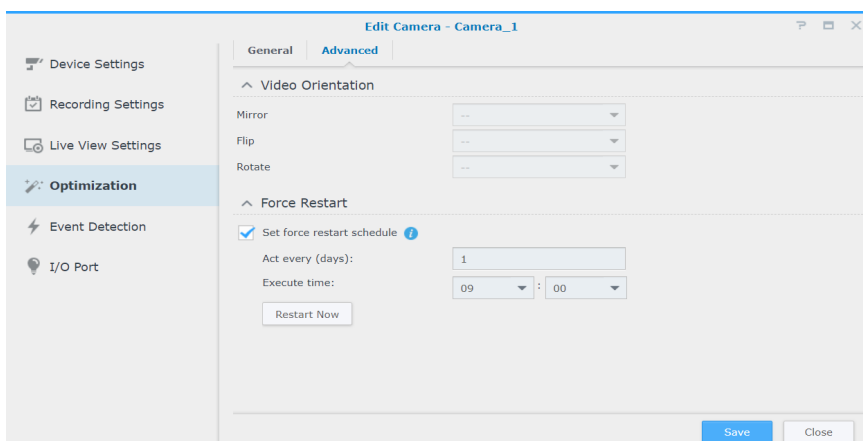 Edit Camera - Camera_1
Device Settings
Recording Settings
Live View Settings
Optimization
Event Detection
I/O Port
General Advanced
Video Orientation
Mirror --
Flip --
Rotate --
Force Restart
Set force restart schedule
Act every (days): 1
Execute time: 09 : 00
Restart Now
Save Close